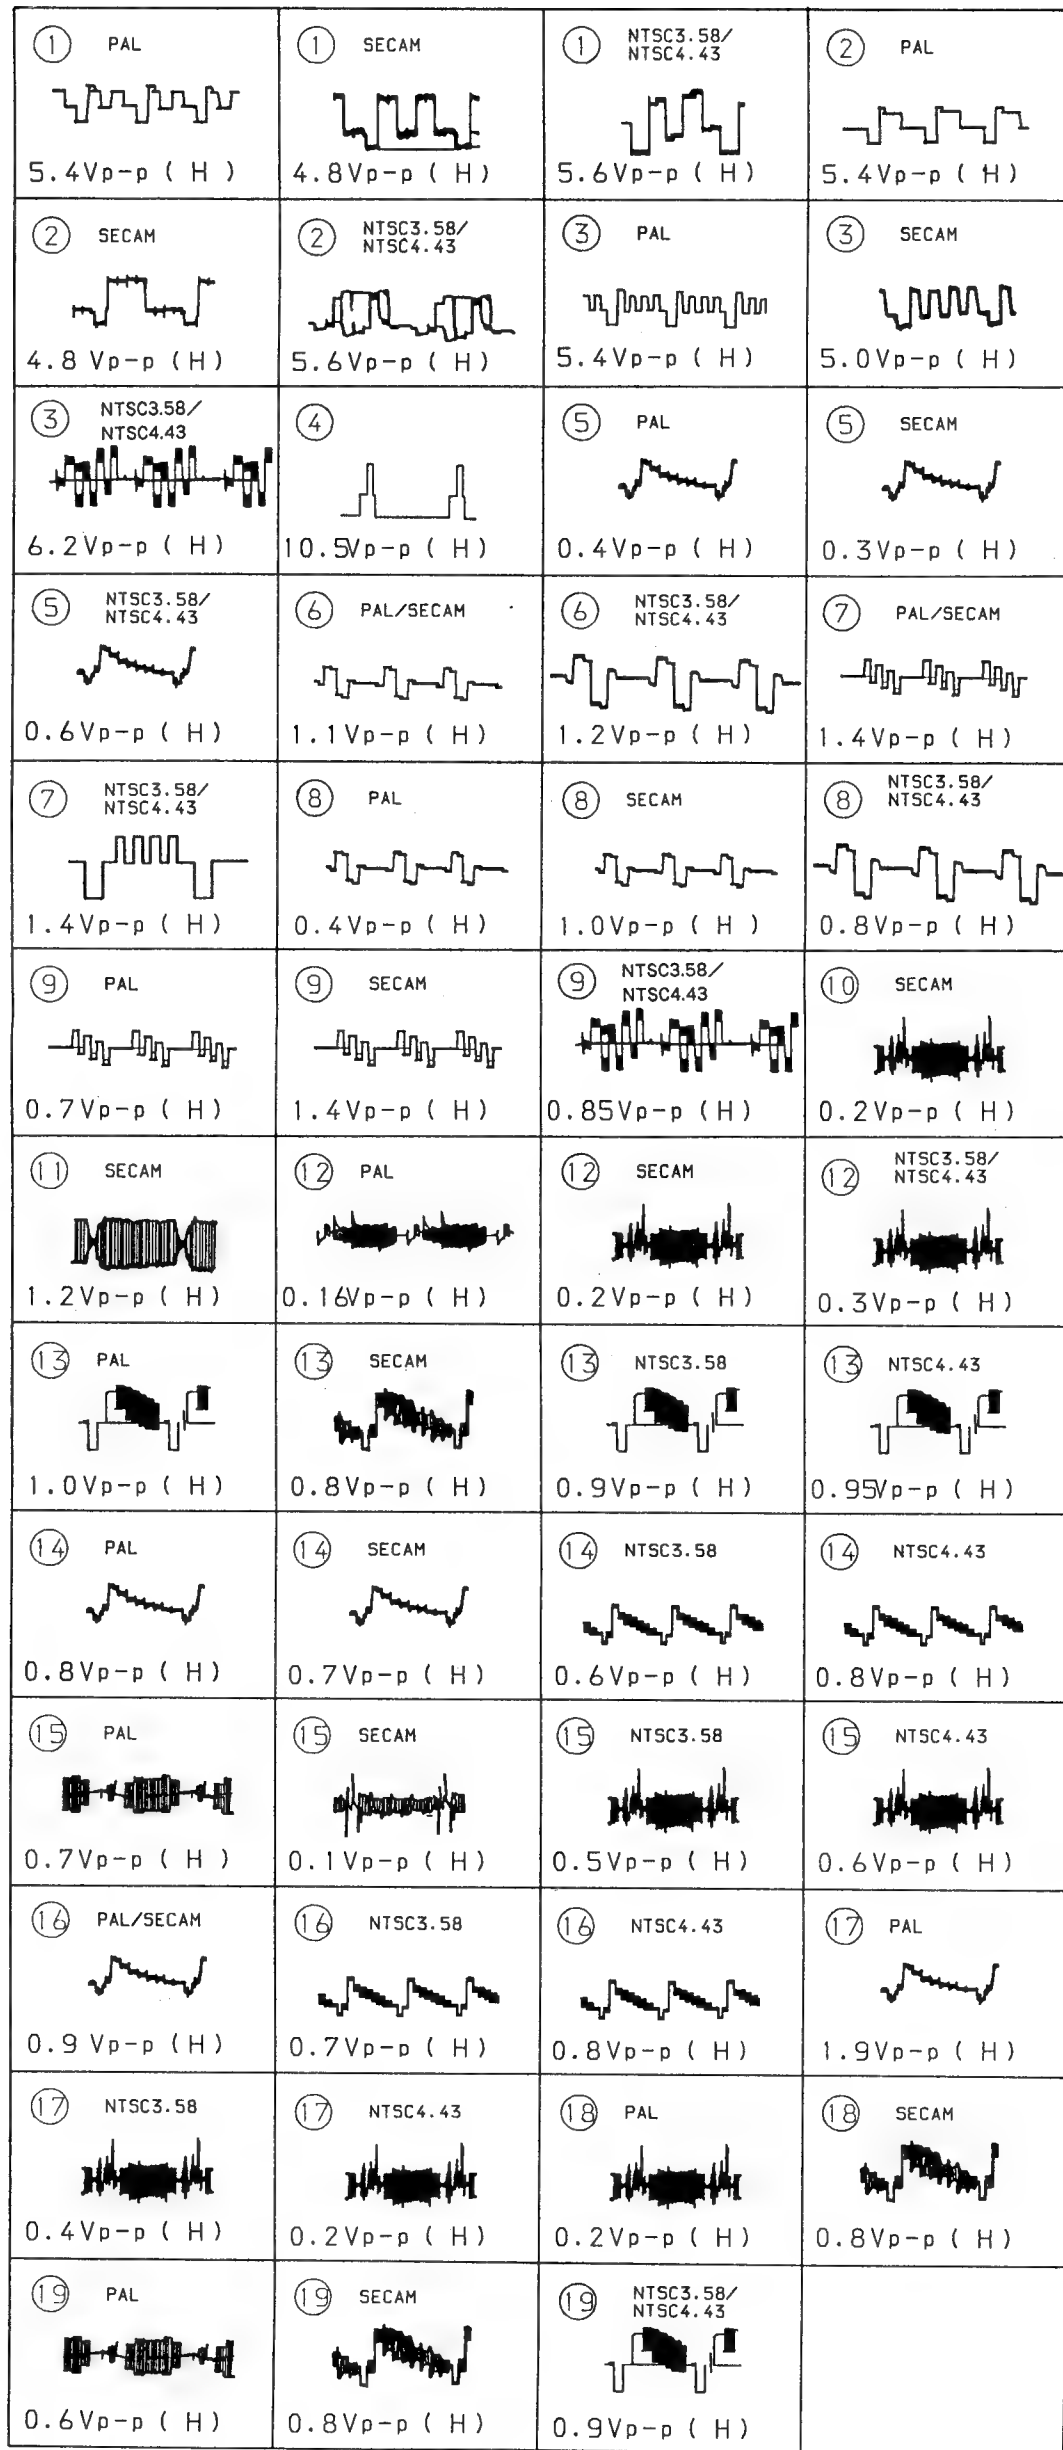 ① PAL
5.4Vp-p ( H )
① SECAM
4.8Vp-p ( H )
① NTSC3.58/
NTSC4.43
5.6Vp-p ( H )
② PAL
5.4Vp-p ( H )
② SECAM
4.8 Vp-p ( H )
② NTSC3.58/
NTSC4.43
5.6Vp-p ( H )
③ PAL
5.4Vp-p ( H )
③ SECAM
5.0Vp-p ( H )
③ NTSC3.58/
NTSC4.43
6.2Vp-p ( H )
④
10.5Vp-p ( H )
⑤ PAL
0.4Vp-p ( H )
⑤ SECAM
0.3Vp-p ( H )
⑤ NTSC3.58/
NTSC4.43
0.6Vp-p ( H )
⑥ PAL/SECAM
1.1Vp-p ( H )
⑥ NTSC3.58/
NTSC4.43
1.2Vp-p ( H )
⑦ PAL/SECAM
1.4Vp-p ( H )
⑦ NTSC3.58/
NTSC4.43
1.4Vp-p ( H )
⑧ PAL
0.4Vp-p ( H )
⑧ SECAM
1.0Vp-p ( H )
⑧ NTSC3.58/
NTSC4.43
0.8Vp-p ( H )
⑨ PAL
0.7Vp-p ( H )
⑨ SECAM
1.4Vp-p ( H )
⑨ NTSC3.58/
NTSC4.43
0.85Vp-p ( H )
⑩ SECAM
0.2Vp-p ( H )
⑪ SECAM
1.2Vp-p ( H )
⑫ PAL
0.16Vp-p ( H )
⑫ SECAM
0.2Vp-p ( H )
⑫ NTSC3.58/
NTSC4.43
0.3Vp-p ( H )
⑬ PAL
1.0Vp-p ( H )
⑬ SECAM
0.8Vp-p ( H )
⑬ NTSC3.58
0.9Vp-p ( H )
⑬ NTSC4.43
0.95Vp-p ( H )
⑭ PAL
0.8Vp-p ( H )
⑭ SECAM
0.7Vp-p ( H )
⑭ NTSC3.58
0.6Vp-p ( H )
⑭ NTSC4.43
0.8Vp-p ( H )
⑮ PAL
0.7Vp-p ( H )
⑮ SECAM
0.1Vp-p ( H )
⑮ NTSC3.58
0.5Vp-p ( H )
⑮ NTSC4.43
0.6Vp-p ( H )
⑯ PAL/SECAM
0.9 Vp-p ( H )
⑯ NTSC3.58
0.7Vp-p ( H )
⑯ NTSC4.43
0.8Vp-p ( H )
⑰ PAL
1.9Vp-p ( H )
⑰ NTSC3.58
0.4Vp-p ( H )
⑰ NTSC4.43
0.2Vp-p ( H )
⑱ PAL
0.2Vp-p ( H )
⑱ SECAM
0.8Vp-p ( H )
⑲ PAL
0.6Vp-p ( H )
⑲ SECAM
0.8Vp-p ( H )
⑲ NTSC3.58/
NTSC4.43
0.9Vp-p ( H )